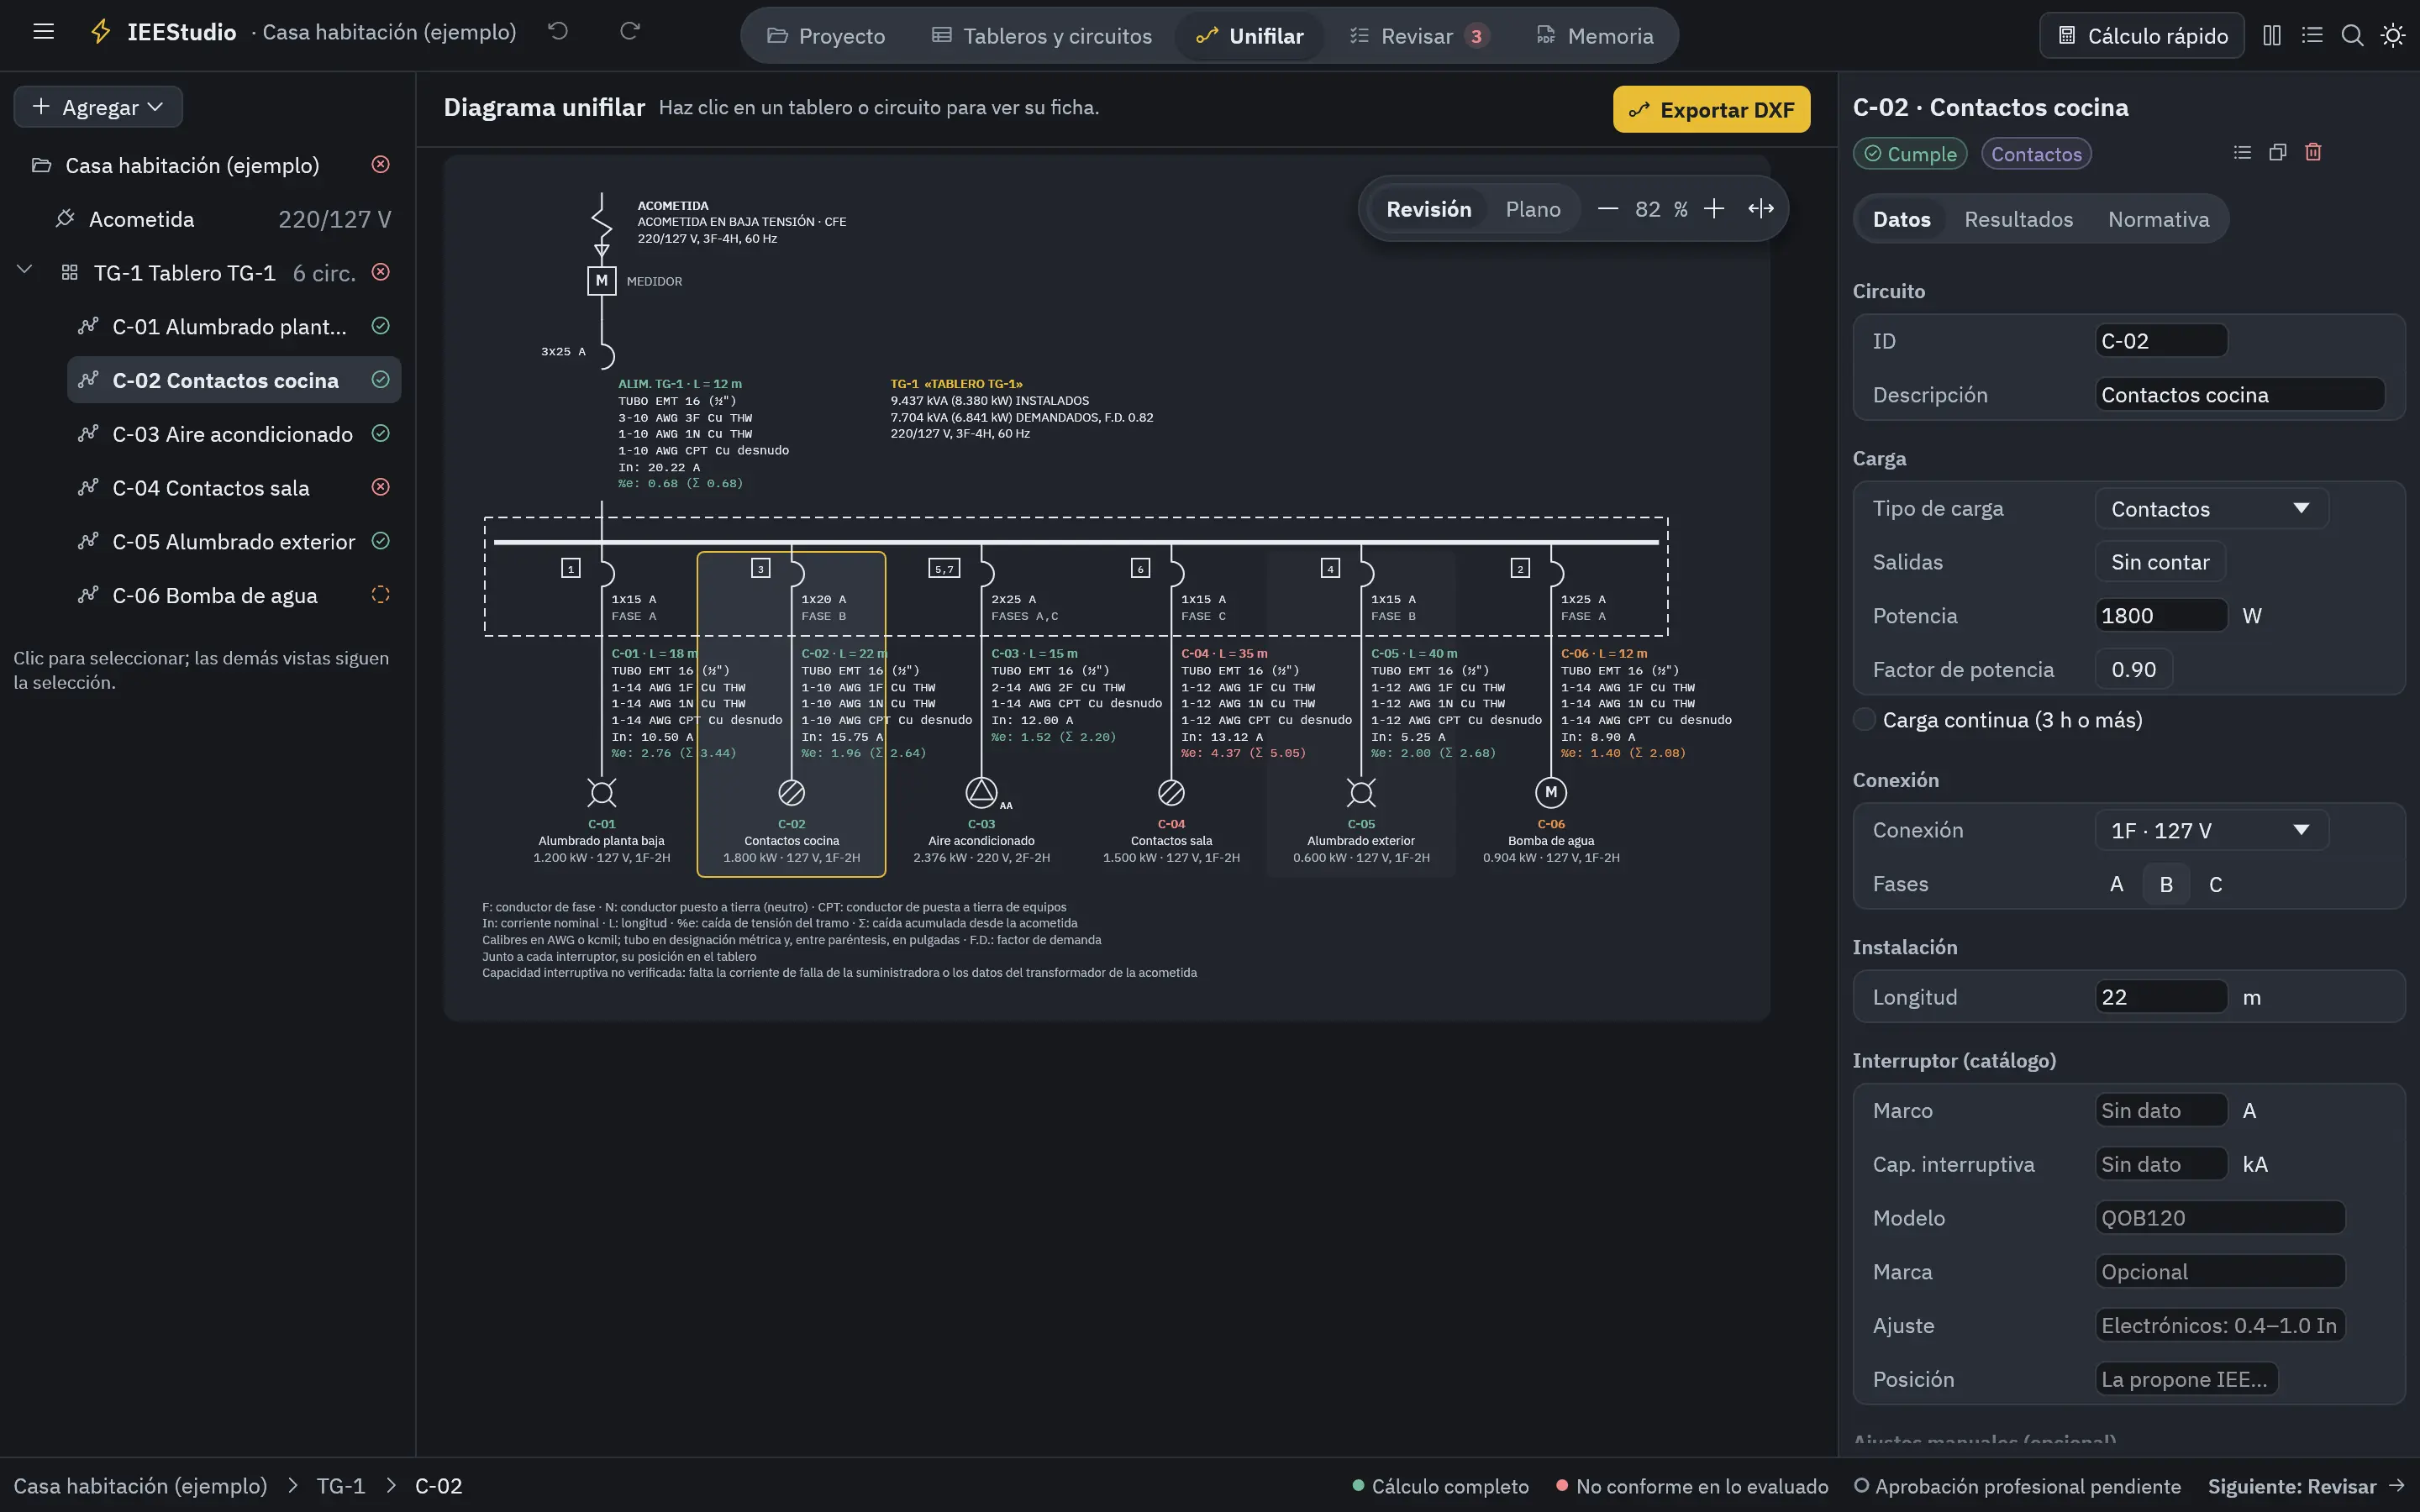 IEEStudio · Casa habitación (ejemplo)
Proyecto
Tableros y circuitos
Unifilar
Revisar 3
Memoria
Cálculo rápido
Agregar
Casa habitación (ejemplo)
Acometida 220/127 V
TG-1 Tablero TG-1 6 circ.
C-01 Alumbrado plant...
C-02 Contactos cocina
C-03 Aire acondicionado
C-04 Contactos sala
C-05 Alumbrado exterior
C-06 Bomba de agua
Clic para seleccionar; las demás vistas siguen
la selección.
Diagrama unifilar Haz clic en un tablero o circuito para ver su ficha.
Exportar DXF
Revisión Plano 82 %
ACOMETIDA
ACOMETIDA EN BAJA TENSIÓN · CFE
220/127 V, 3F-4H, 60 Hz
M MEDIDOR
3x25 A
ALIM. TG-1 · L = 12 m
TUBO EMT 16 (½")
3-10 AWG 3F Cu THW
1-10 AWG 1N Cu THW
1-10 AWG CPT Cu desnudo
In: 20.22 A
%e: 0.68 (Σ 0.68)
TG-1 «TABLERO TG-1»
9.437 kVA (8.380 kW) INSTALADOS
7.704 kVA (6.841 kW) DEMANDADOS, F.D. 0.82
220/127 V, 3F-4H, 60 Hz
1
1x15 A
FASE A
C-01 · L = 18 m
TUBO EMT 16 (½")
1-14 AWG 1F Cu THW
1-14 AWG 1N Cu THW
1-14 AWG CPT Cu desnudo
In: 10.50 A
%e: 2.76 (Σ 3.44)
C-01
Alumbrado planta baja
1.200 kW · 127 V, 1F-2H
3
1x20 A
FASE B
C-02 · L = 22 m
TUBO EMT 16 (½")
1-10 AWG 1F Cu THW
1-10 AWG 1N Cu THW
1-10 AWG CPT Cu desnudo
In: 15.75 A
%e: 1.96 (Σ 2.64)
C-02
Contactos cocina
1.800 kW · 127 V, 1F-2H
5,7
2x25 A
FASES A,C
C-03 · L = 15 m
TUBO EMT 16 (½")
2-14 AWG 2F Cu THW
1-14 AWG CPT Cu desnudo
In: 12.00 A
%e: 1.52 (Σ 2.20)
AA
C-03
Aire acondicionado
2.376 kW · 220 V, 2F-2H
6
1x15 A
FASE C
C-04 · L = 35 m
TUBO EMT 16 (½")
1-12 AWG 1F Cu THW
1-12 AWG 1N Cu THW
1-12 AWG CPT Cu desnudo
In: 13.12 A
%e: 4.37 (Σ 5.05)
C-04
Contactos sala
1.500 kW · 127 V, 1F-2H
4
1x15 A
FASE B
C-05 · L = 40 m
TUBO EMT 16 (½")
1-12 AWG 1F Cu THW
1-12 AWG 1N Cu THW
1-12 AWG CPT Cu desnudo
In: 5.25 A
%e: 2.00 (Σ 2.68)
C-05
Alumbrado exterior
0.600 kW · 127 V, 1F-2H
2
1x25 A
FASE A
C-06 · L = 12 m
TUBO EMT 16 (½")
1-14 AWG 1F Cu THW
1-14 AWG 1N Cu THW
1-14 AWG CPT Cu desnudo
In: 8.90 A
%e: 1.40 (Σ 2.08)
M
C-06
Bomba de agua
0.904 kW · 127 V, 1F-2H
F: conductor de fase · N: conductor puesto a tierra (neutro) · CPT: conductor de puesta a tierra de equipos
In: corriente nominal · L: longitud · %e: caída de tensión del tramo · Σ: caída acumulada desde la acometida
Calibres en AWG o kcmil; tubo en designación métrica y, entre paréntesis, en pulgadas · F.D.: factor de demanda
Junto a cada interruptor, su posición en el tablero
Capacidad interruptiva no verificada: falta la corriente de falla de la suministradora o los datos del transformador de la acometida
C-02 · Contactos cocina
Cumple Contactos
Datos Resultados Normativa
Circuito
ID C-02
Descripción Contactos cocina
Carga
Tipo de carga Contactos
Salidas Sin contar
Potencia 1800 W
Factor de potencia 0.90
Carga continua (3 h o más)
Conexión
Conexión 1F · 127 V
Fases A B C
Instalación
Longitud 22 m
Interruptor (catálogo)
Marco Sin dato A
Cap. interruptiva Sin dato kA
Modelo QOB120
Marca Opcional
Ajuste Electrónicos: 0.4–1.0 In
Posición La propone IEE...
Ajustes manuales (opcional)
Casa habitación (ejemplo) > TG-1 > C-02
Cálculo completo
No conforme en lo evaluado
Aprobación profesional pendiente
Siguiente: Revisar →